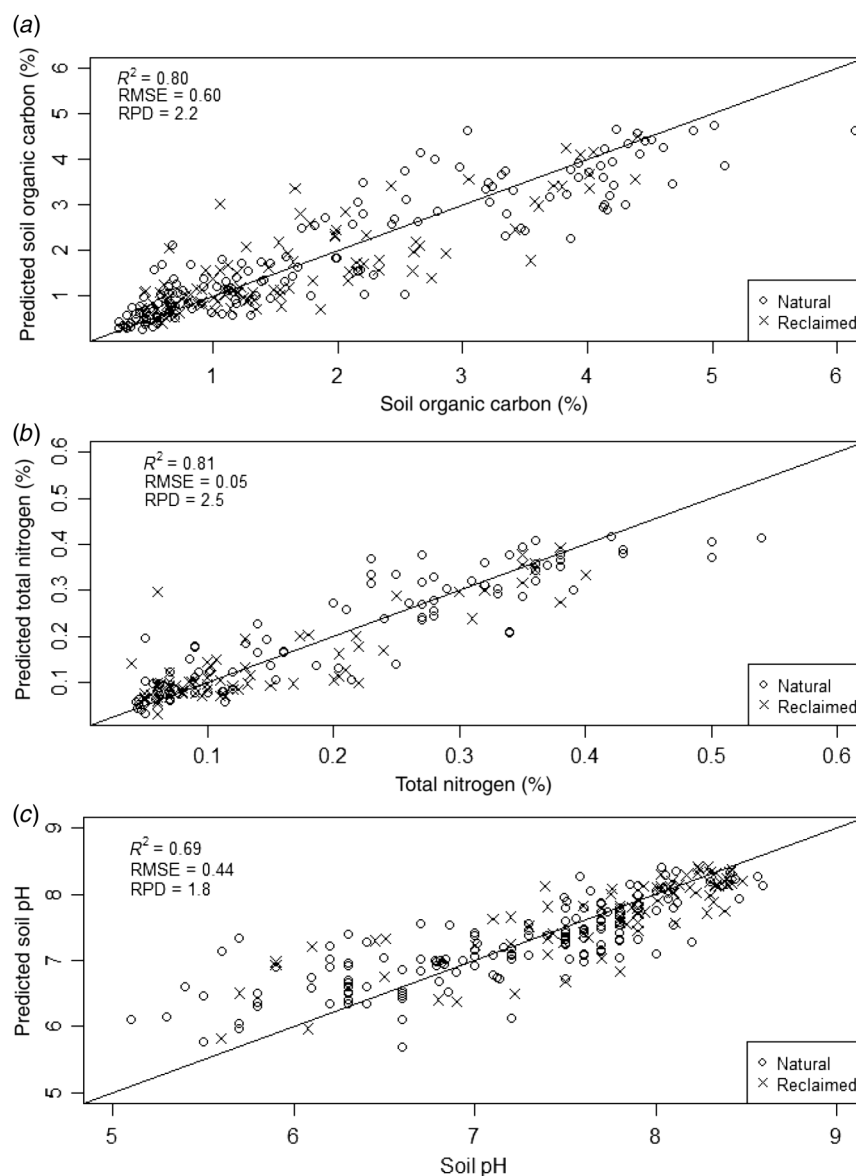 (a)
R² = 0.80
RMSE = 0.60
RPD = 2.2
Predicted soil organic carbon (%)
6
5
4
3
2
1
Natural
Reclaimed
1 2 3 4 5 6
Soil organic carbon (%)
(b)
R² = 0.81
RMSE = 0.05
RPD = 2.5
Predicted total nitrogen (%)
0.6
0.5
0.4
0.3
0.2
0.1
Natural
Reclaimed
0.1 0.2 0.3 0.4 0.5 0.6
Total nitrogen (%)
(c)
R² = 0.69
RMSE = 0.44
RPD = 1.8
Predicted soil pH
9
8
7
6
5
Natural
Reclaimed
5 6 7 8 9
Soil pH